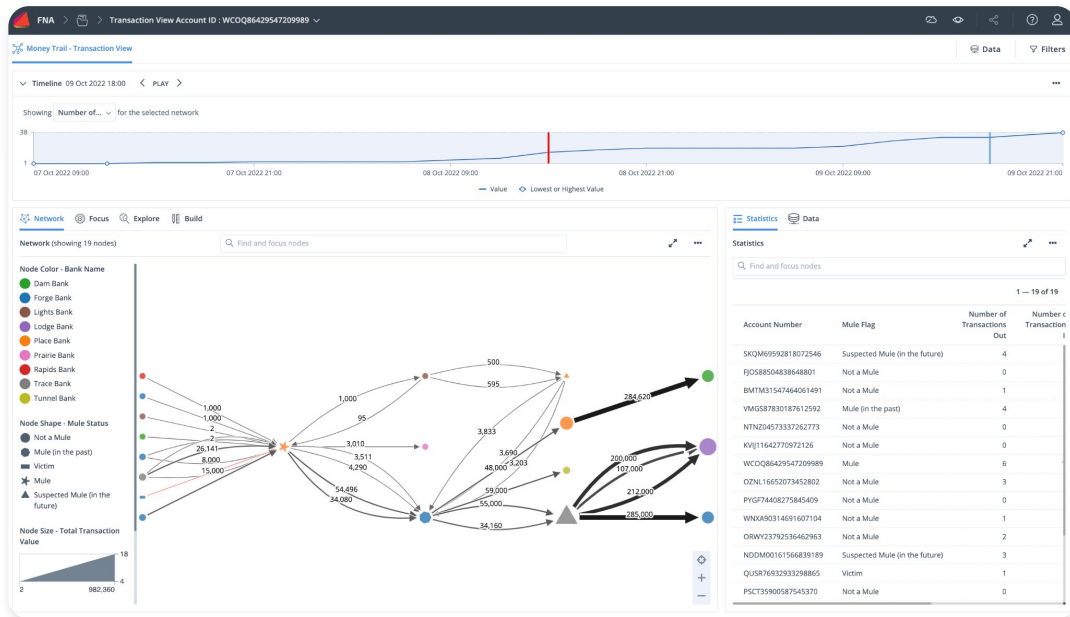 FNA > > Transaction View Account ID : WCOQ86429547209989
Money Trail - Transaction View
Data
Filters
Timeline 09 Oct 2022 18:00 < PLAY >
Showing Number of... for the selected network
38
1
07 Oct 2022 09:00
07 Oct 2022 21:00
08 Oct 2022 09:00
08 Oct 2022 21:00
09 Oct 2022 09:00
09 Oct 2022 21:00
Value
Lowest or Highest Value
Network
Focus
Explore
Build
Network (showing 19 nodes)
Find and focus nodes
Node Color - Bank Name
Dam Bank
Forge Bank
Lights Bank
Lodge Bank
Place Bank
Prairie Bank
Rapids Bank
Trace Bank
Tunnel Bank
Node Shape - Mule Status
Not a Mule
Mule (in the past)
Victim
Mule
Suspected Mule (in the
future)
Node Size - Total Transaction
Value
18
4
2
982,360
1,000
1,000
2
2
26,141
8,000
15,000
1,000
95
3,010
3,511
4,290
54,496
34,080
500
595
3,833
3,690
3,203
48,000
59,000
55,000
34,160
284,620
200,000
107,000
212,000
285,000
Statistics
Data
Statistics
Find and focus nodes
1 — 19 of 19
Account Number
Mule Flag
Number of
Transactions
Out
Number
Transaction
SKQM69592818072546 Suspected Mule (in the future) 4
FJOS88504838648801 Not a Mule 0
BMTM31547464061491 Not a Mule 1
VMGS87830187612592 Mule (in the past) 4
NTNZ04573337262773 Not a Mule 0
KVIJ11642770972126 Not a Mule 0
WCOQ86429547209989 Mule 6
OZNL16652073452802 Not a Mule 3
PYGF74408275845409 Not a Mule 0
WNXA90314691607104 Not a Mule 1
ORWY23792536462963 Not a Mule 2
NDDM00161566839189 Suspected Mule (in the future) 3
QUSR76932933298865 Victim 1
PSCT35900587545370 Not a Mule 0